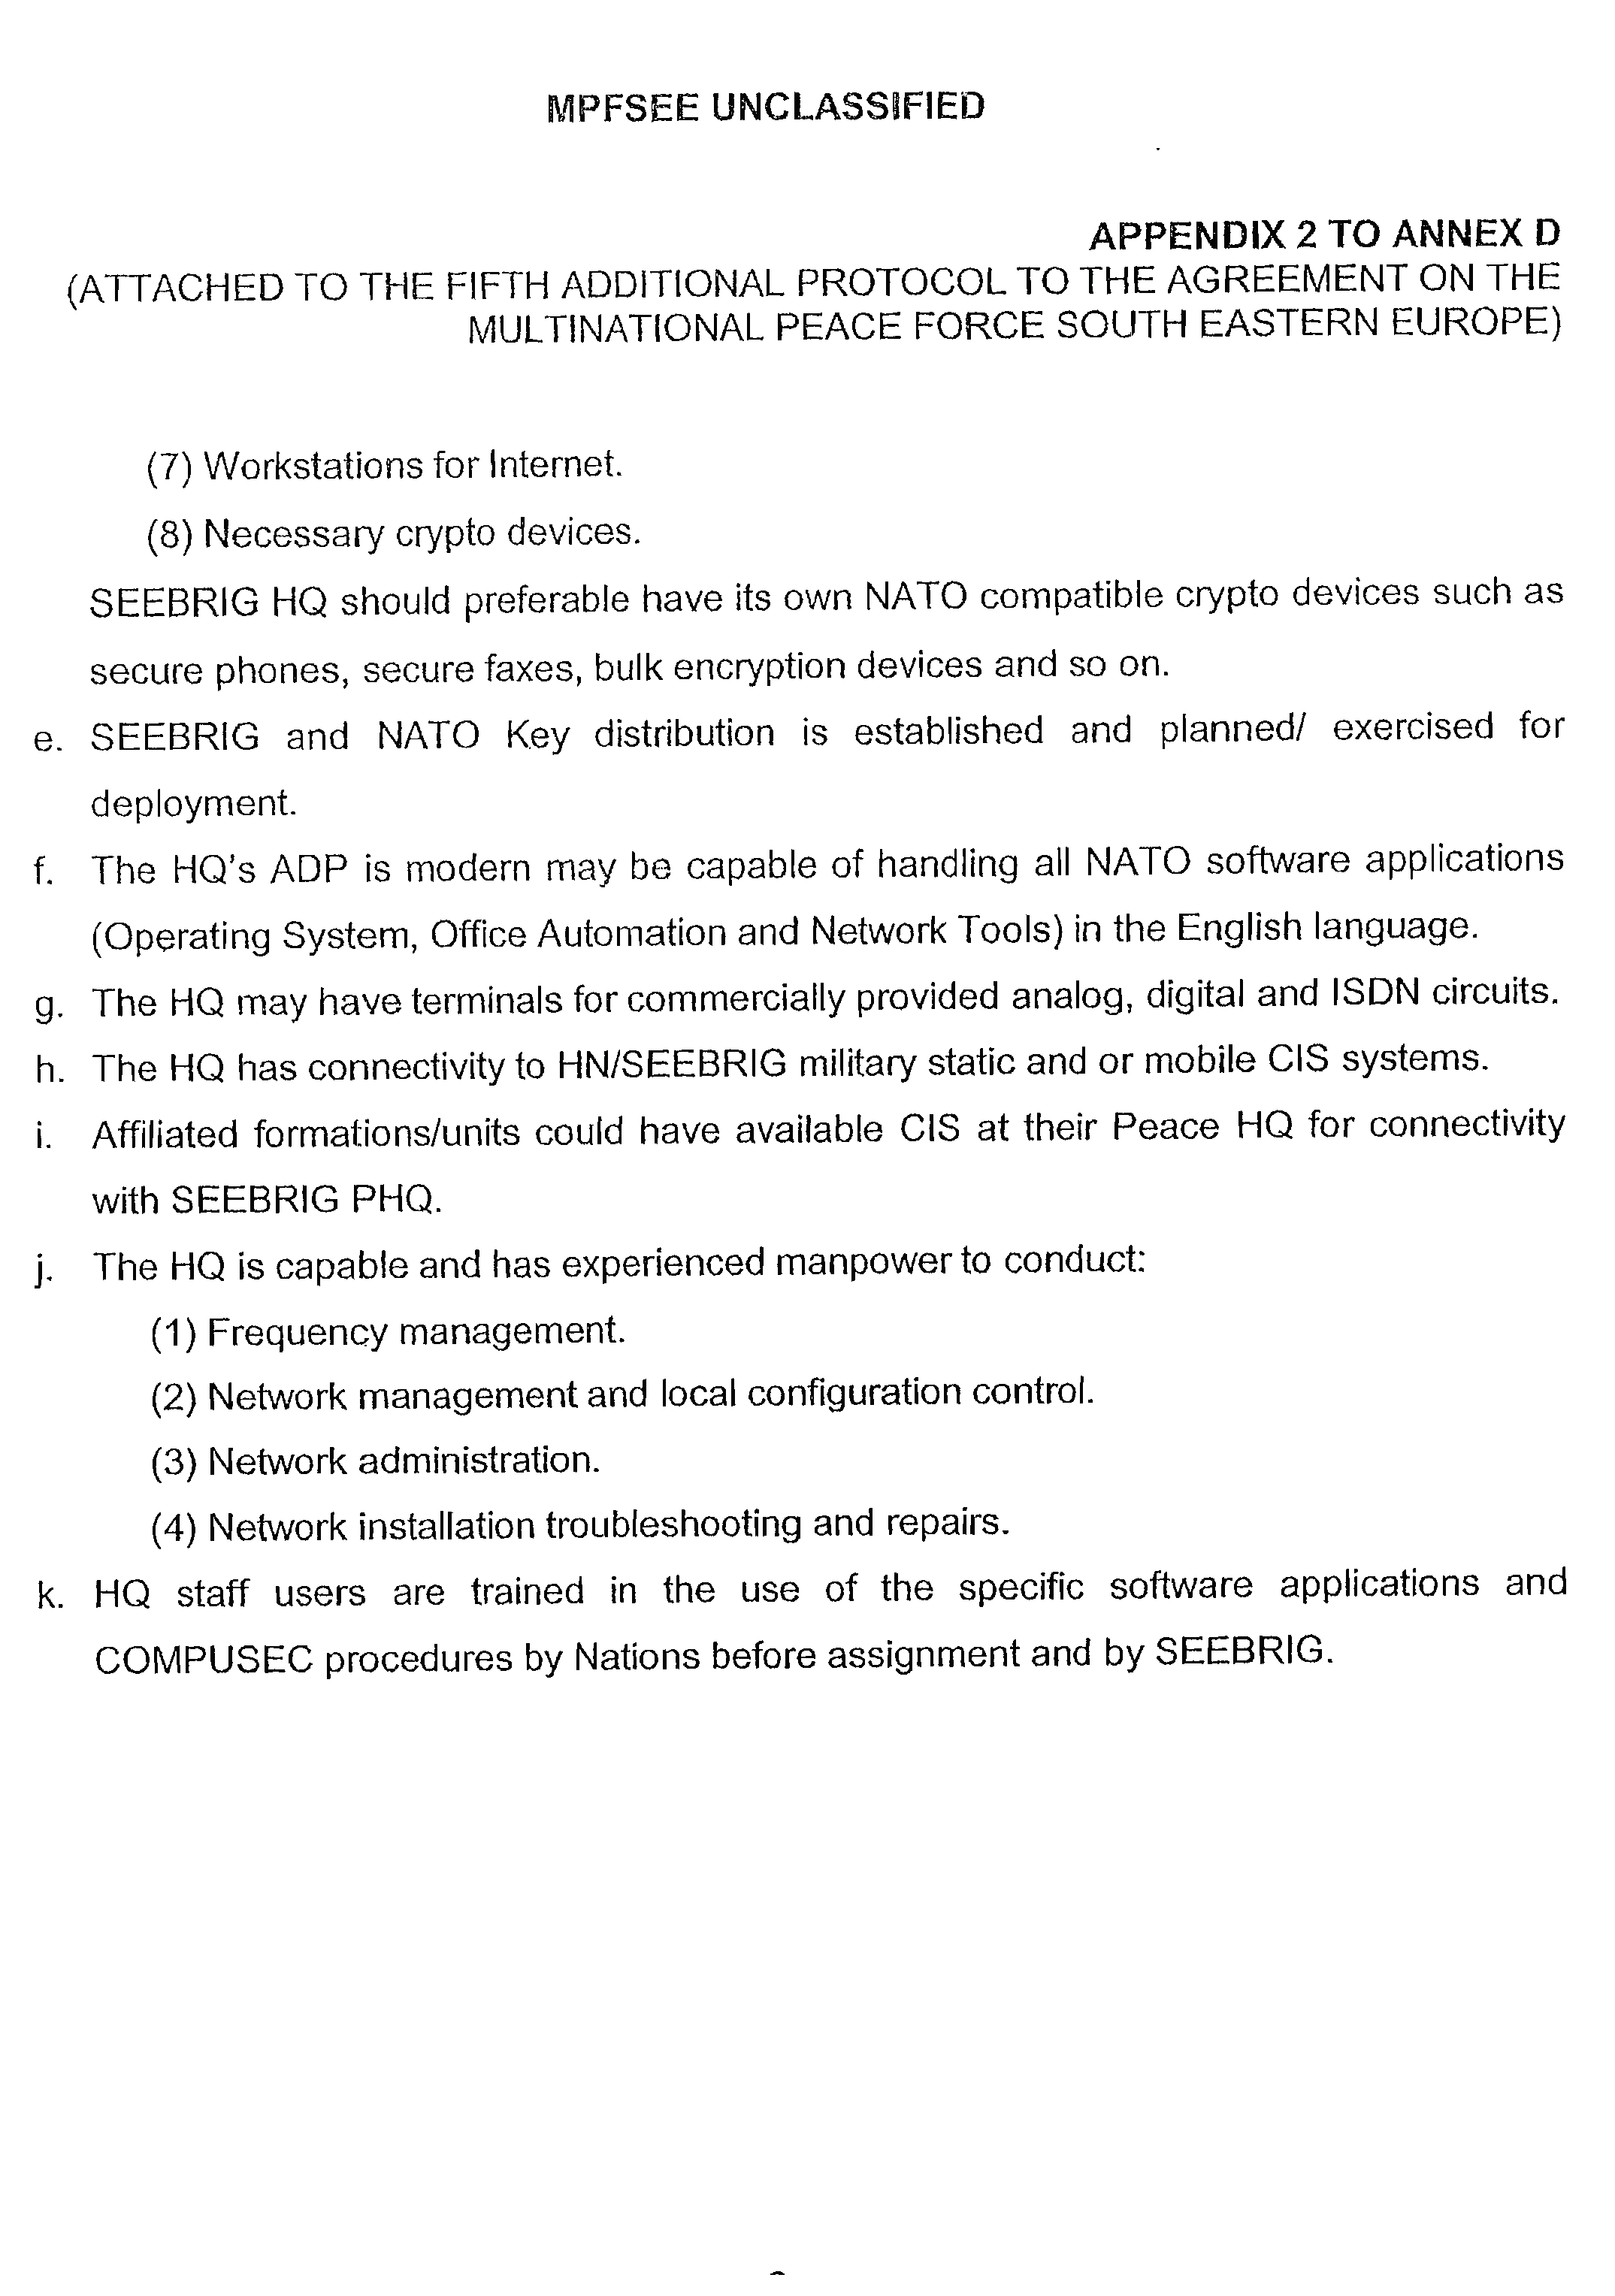 MPFSEE UNCLASSIFIED
APPENDIX 2 TO ANNEX D
(ATTACHED TO THE FIFTH ADDITIONAL PROTOCOL TO THE AGREEMENT ON THE
MULTINATIONAL PEACE FORCE SOUTH EASTERN EUROPE)
(7) Workstations for Internet.
(8) Necessary crypto devices.
SEEBRIG HQ should preferable have its own NATO compatible crypto devices such as
secure phones, secure faxes, bulk encryption devices and so on.
e. SEEBRIG and NATO Key distribution is established and planned/ exercised for
deployment.
f. The HQ's ADP is modern may be capable of handling all NATO software applications
(Operating System, Office Automation and Network Tools) in the English language.
g. The HQ may have terminals for commercially provided analog, digital and ISDN circuits.
h. The HQ has connectivity to HN/SEEBRIG military static and or mobile CIS systems.
i. Affiliated formations/units could have available CIS at their Peace HQ for connectivity
with SEEBRIG PHQ.
j. The HQ is capable and has experienced manpower to conduct:
(1) Frequency management.
(2) Network management and local configuration control.
(3) Network administration.
(4) Network installation troubleshooting and repairs.
k. HQ staff users are trained in the use of the specific software applications and
COMPUSEC procedures by Nations before assignment and by SEEBRIG.